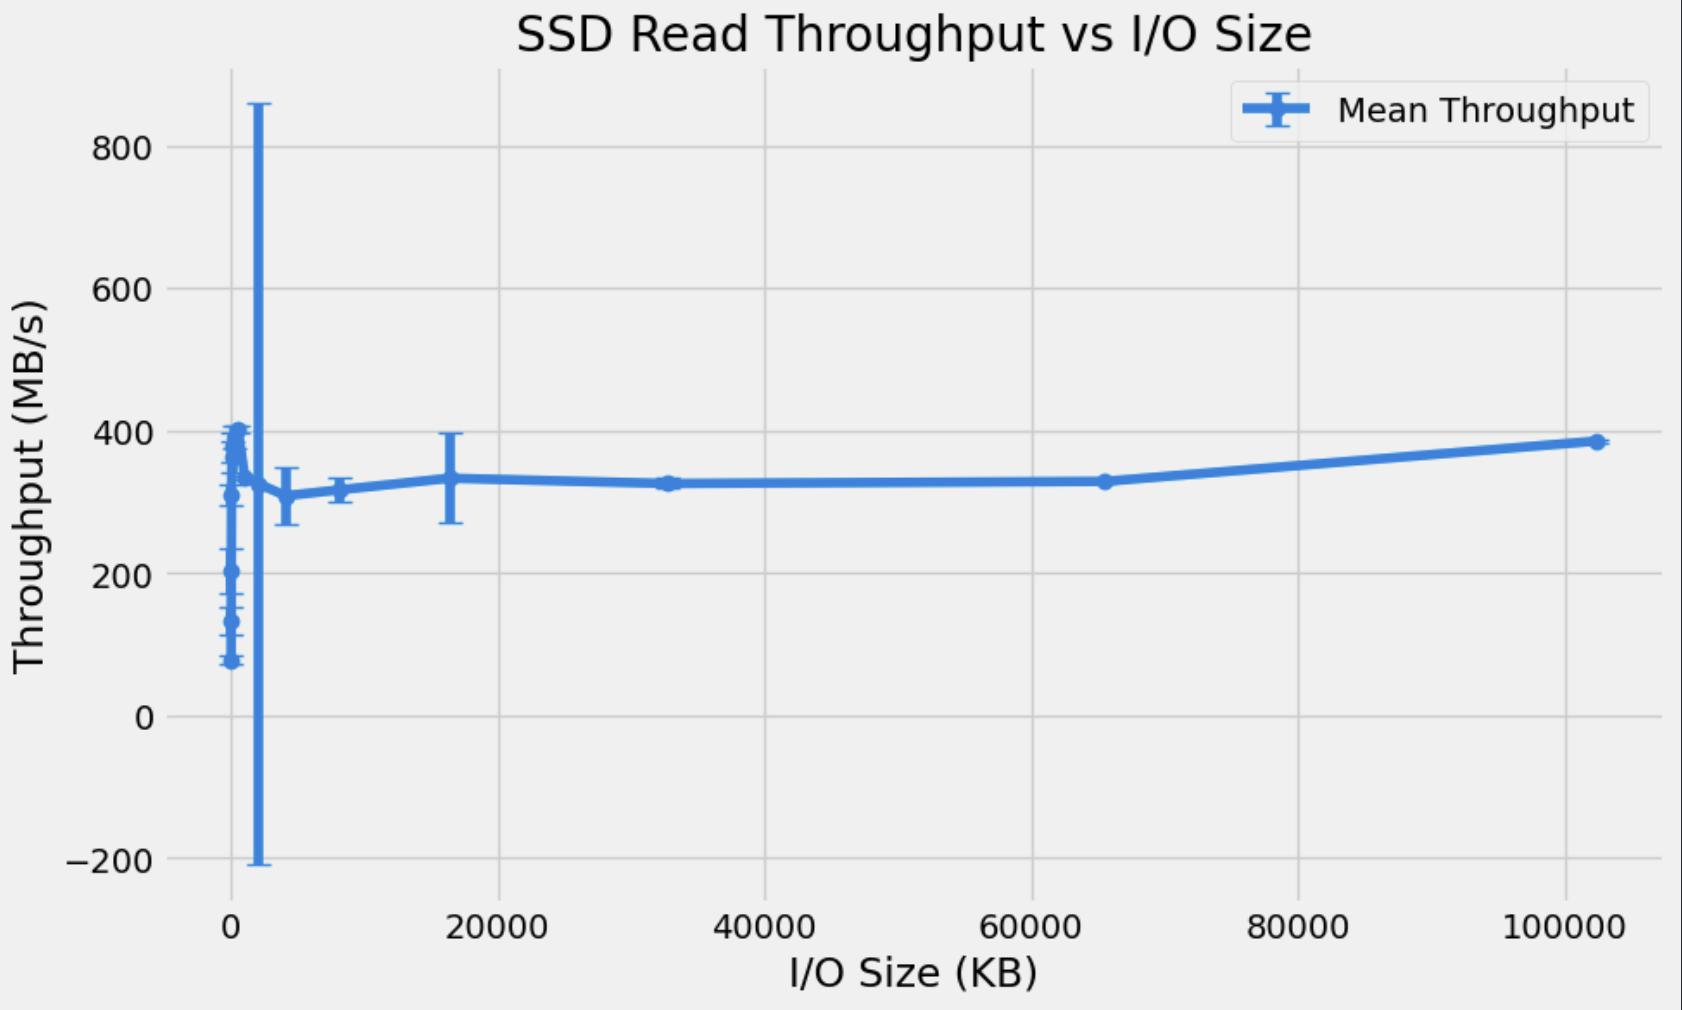 SSD Read Throughput vs I/O Size
Mean Throughput
Throughput (MB/s)
800
600
400
200
0
−200
0 20000 40000 60000 80000 100000
I/O Size (KB)